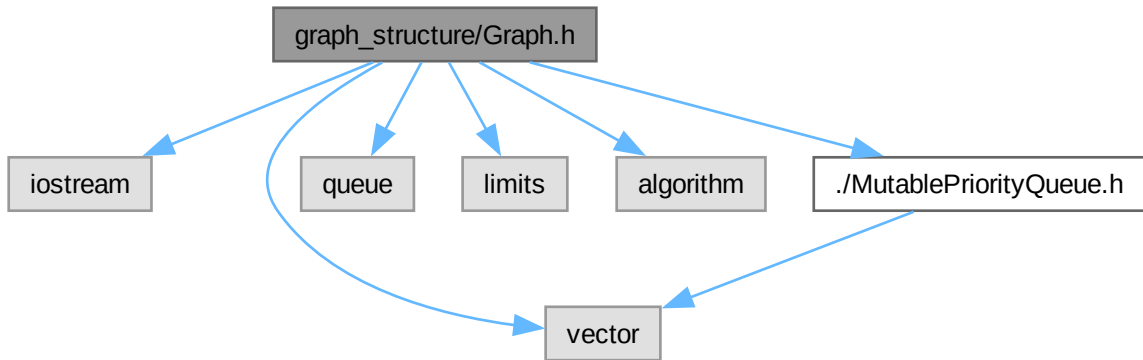 graph_structure/Graph.h
iostream
queue
limits
algorithm
./MutablePriorityQueue.h
vector